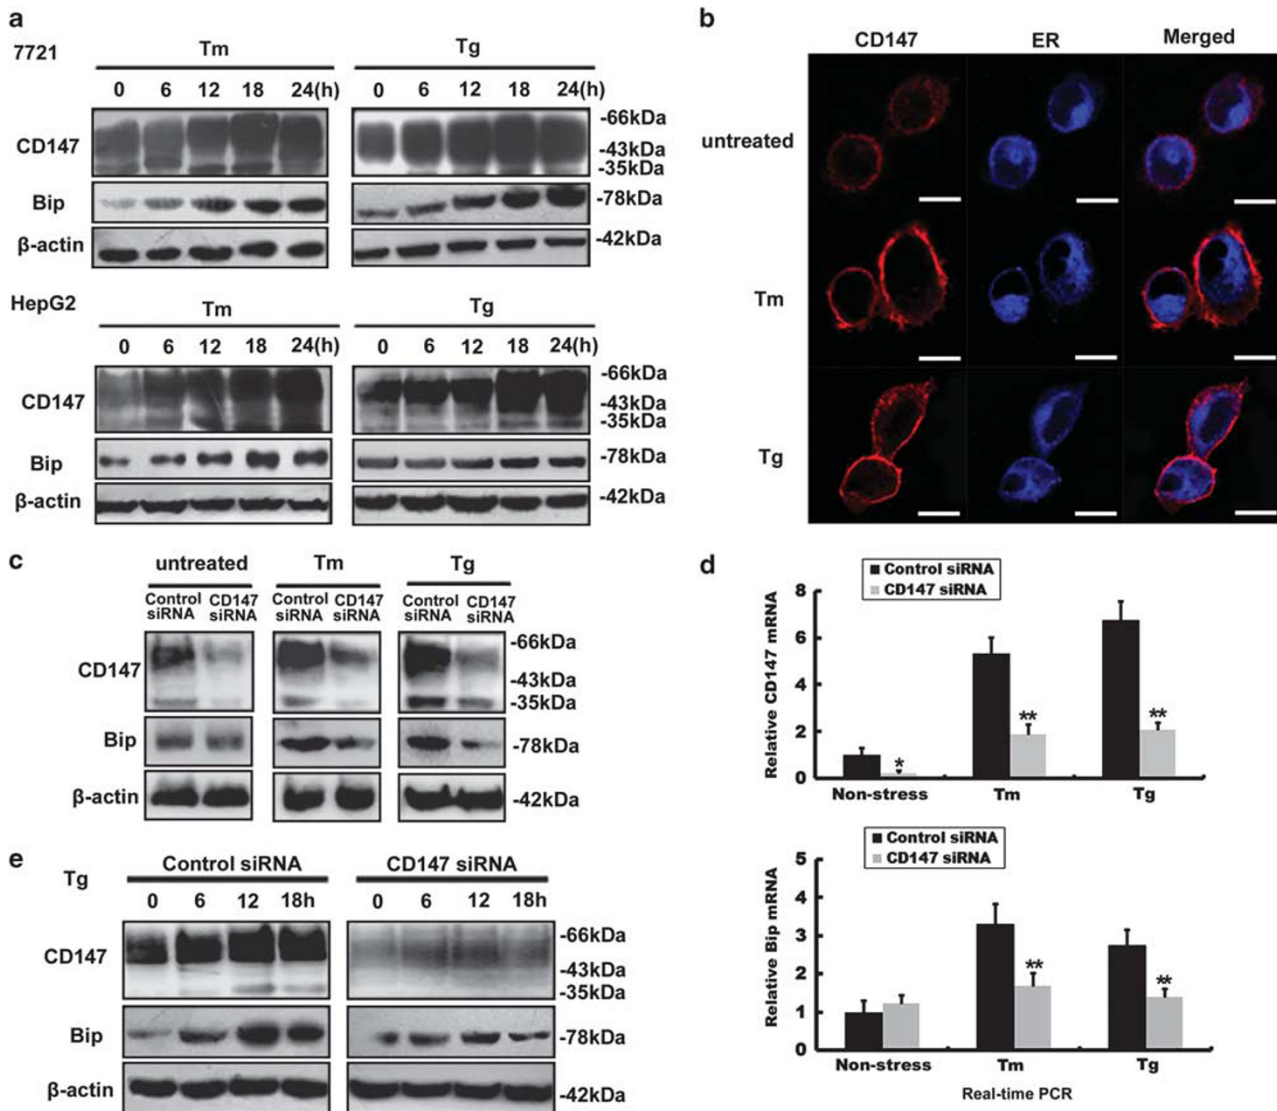 a
7721
Tm
Tg
0 6 12 18 24(h)
0 6 12 18 24(h)
CD147
-66kDa
-43kDa
-35kDa
Bip
-78kDa
β-actin
-42kDa
HepG2
Tm
Tg
0 6 12 18 24(h)
0 6 12 18 24(h)
CD147
-66kDa
-43kDa
-35kDa
Bip
-78kDa
β-actin
-42kDa
b
CD147 ER Merged
untreated
Tm
Tg
c
untreated Tm Tg
Control CD147
siRNA siRNA
Control CD147
siRNA siRNA
Control CD147
siRNA siRNA
CD147
-66kDa
-43kDa
-35kDa
Bip
-78kDa
β-actin
-42kDa
d
Control siRNA
CD147 siRNA
Relative CD147 mRNA
8
6
4
2
0
*
**
**
Non-stress Tm Tg
Control siRNA
CD147 siRNA
Relative Bip mRNA
5
4
3
2
1
0
**
**
Non-stress Tm Tg
Real-time PCR
e
Tg
Control siRNA CD147 siRNA
0 6 12 18h
0 6 12 18h
CD147
-66kDa
-43kDa
-35kDa
Bip
-78kDa
β-actin
-42kDa